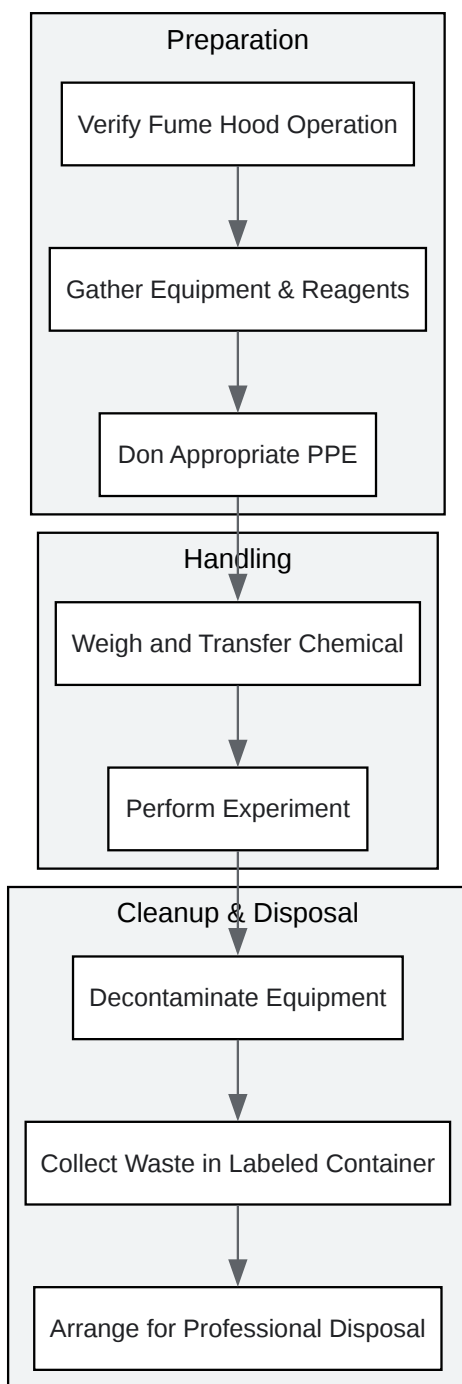 Preparation
Verify Fume Hood Operation
Gather Equipment & Reagents
Don Appropriate PPE
Handling
Weigh and Transfer Chemical
Perform Experiment
Cleanup & Disposal
Decontaminate Equipment
Collect Waste in Labeled Container
Arrange for Professional Disposal